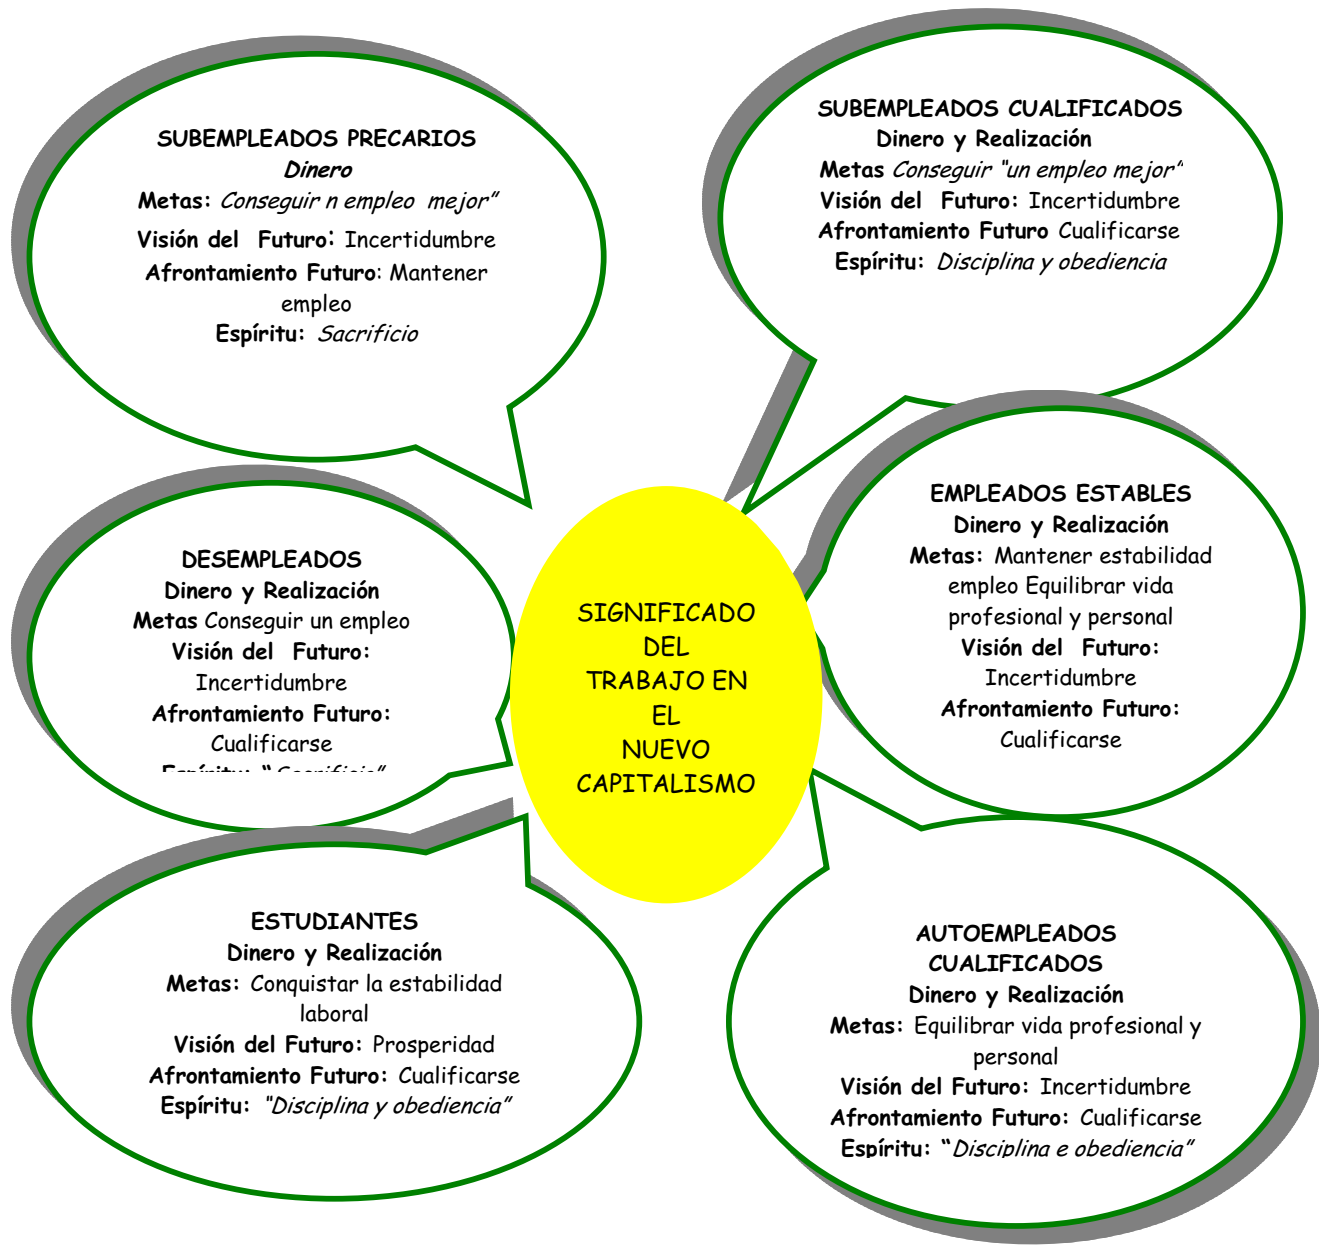 SUBEMPLEADOS PRECARIOS
Dinero
Metas: Conseguir n empleo mejor”
Visión del Futuro: Incertidumbre
Afrontamiento Futuro: Mantener
empleo
Espíritu: Sacrificio
SUBEMPLEADOS CUALIFICADOS
Dinero y Realización
Metas Conseguir “un empleo mejor”
Visión del Futuro: Incertidumbre
Afrontamiento Futuro Cualificarse
Espíritu: Disciplina y obediencia
DESEMPLEADOS
Dinero y Realización
Metas Conseguir un empleo
Visión del Futuro:
Incertidumbre
Afrontamiento Futuro:
Cualificarse
Espíritu: “Sacrificio”
SIGNIFICADO
DEL
TRABAJO EN
EL
NUEVO
CAPITALISMO
EMPLEADOS ESTABLES
Dinero y Realización
Metas: Mantener estabilidad
empleo Equilibrar vida
profesional y personal
Visión del Futuro:
Incertidumbre
Afrontamiento Futuro:
Cualificarse
ESTUDIANTES
Dinero y Realización
Metas: Conquistar la estabilidad
laboral
Visión del Futuro: Prosperidad
Afrontamiento Futuro: Cualificarse
Espíritu: “Disciplina y obediencia”
AUTOEMPLEADOS
CUALIFICADOS
Dinero y Realización
Metas: Equilibrar vida profesional y
personal
Visión del Futuro: Incertidumbre
Afrontamiento Futuro: Cualificarse
Espíritu: “Disciplina e obediencia”